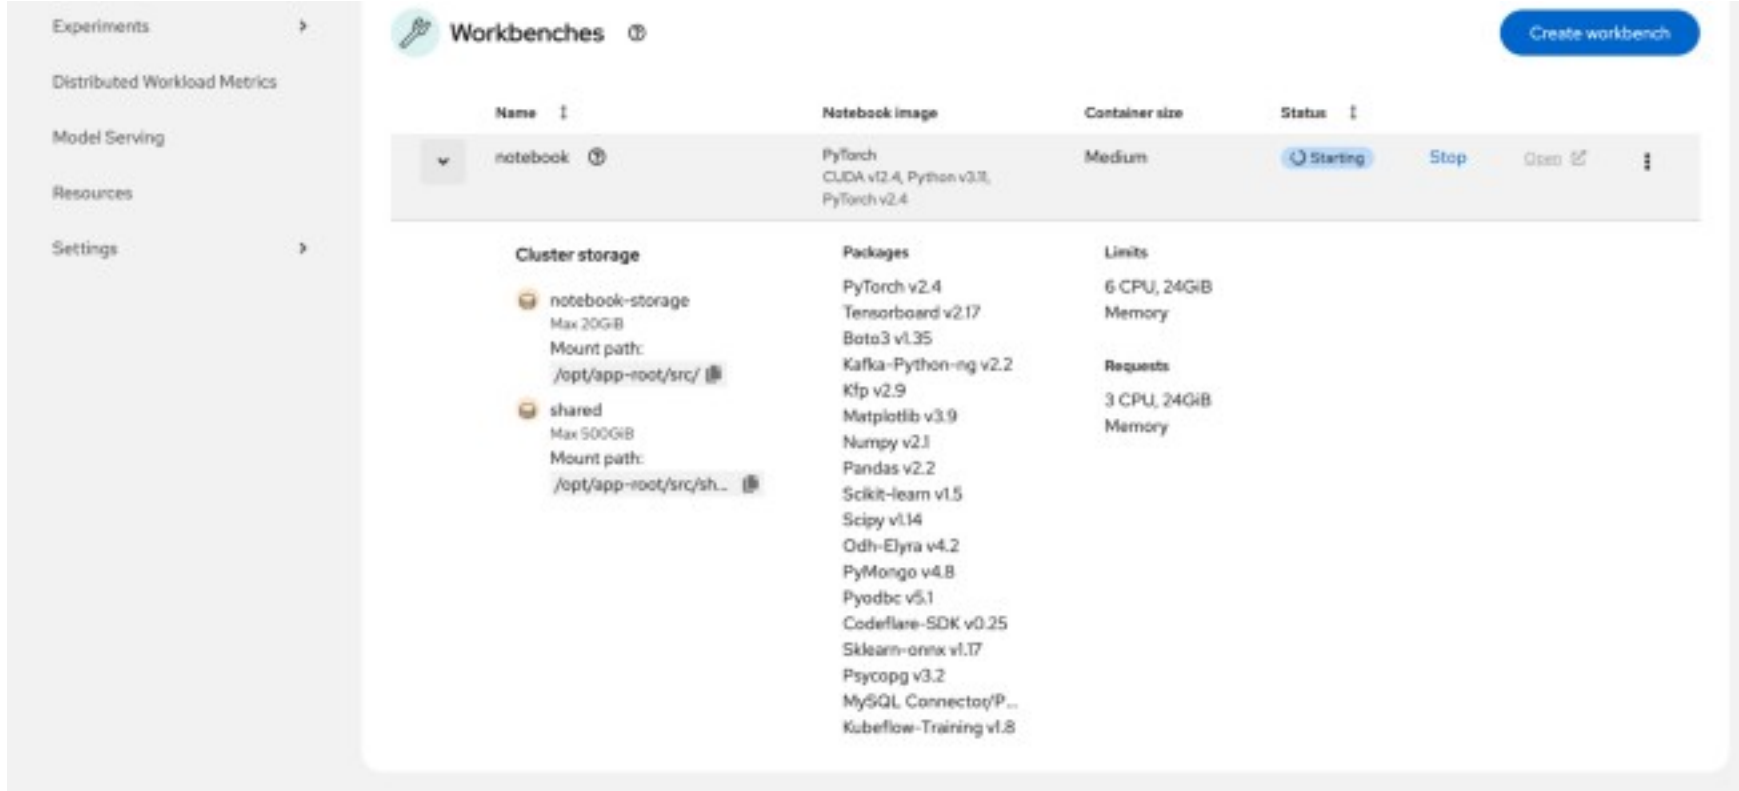 Experiments
Distributed Workload Metrics
Model Serving
Resources
Settings
Workbenches
Create workbench
Name
Notebook image
Container size
Status
notebook
PyTorch
CUDA v12.4, Python v3.11,
PyTorch v2.4
Medium
Starting
Stop
Open
Cluster storage
notebook-storage
Max 20GiB
Mount path:
/opt/app-root/src/
shared
Max 500GiB
Mount path:
/opt/app-root/src/sh...
Packages
PyTorch v2.4
Tensorboard v2.17
Boto3 v1.35
Kafka-Python-ng v2.2
Kfp v2.9
Matplotlib v3.9
Numpy v2.1
Pandas v2.2
Scikit-learn v1.5
Scipy v1.14
Odh-Elyra v4.2
PyMongo v4.8
Pyodbc v5.1
Codeflare-SDK v0.25
Sklearn-onnx v1.17
Psycopg v3.2
MySQL Connector/P...
Kubeflow-Training v1.8
Limits
6 CPU, 24GiB
Memory
Requests
3 CPU, 24GiB
Memory